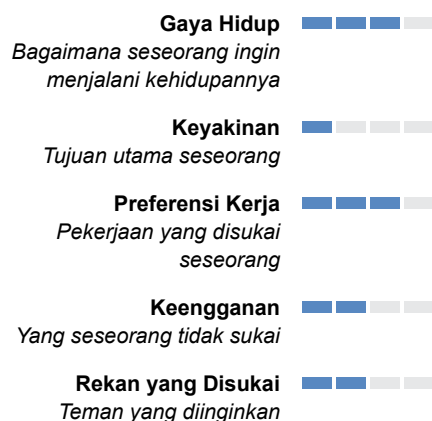 Gaya Hidup
Bagaimana seseorang ingin
menjalani kehidupannya
Keyakinan
Tujuan utama seseorang
Preferensi Kerja
Pekerjaan yang disukai
seseorang
Keengganan
Yang seseorang tidak sukai
Rekan yang Disukai
Teman yang diinginkan